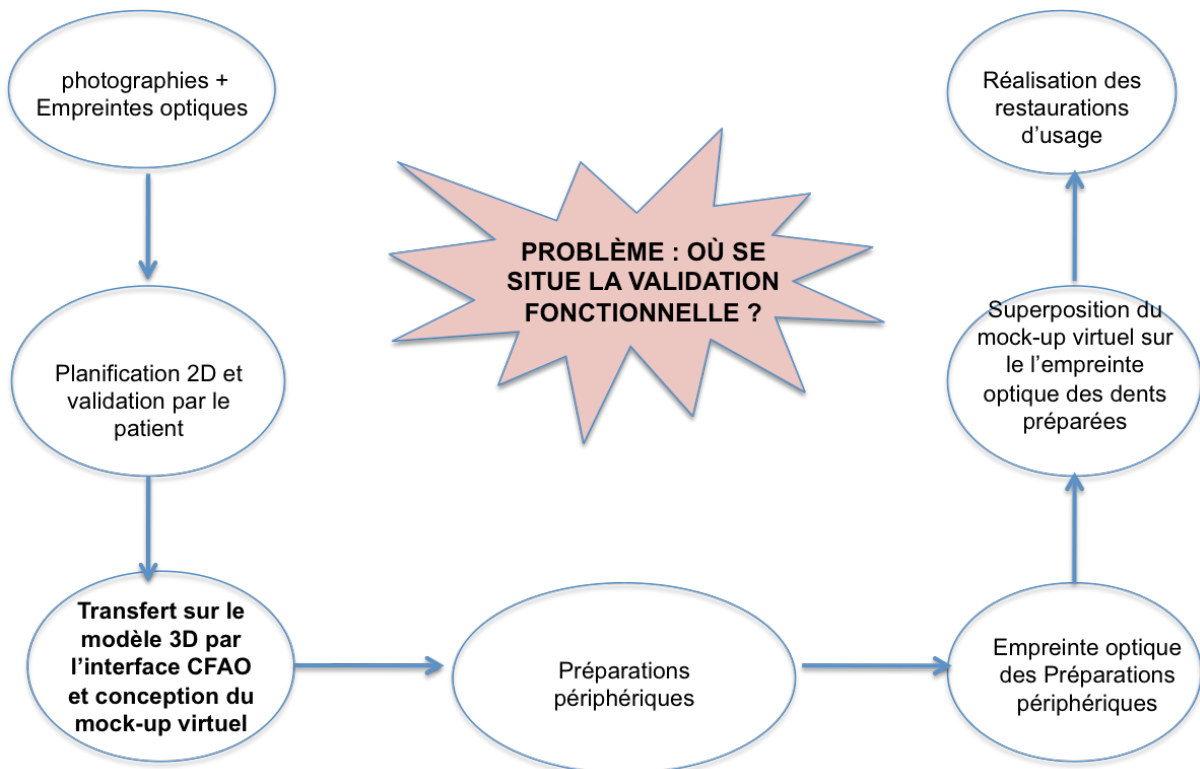 photographies +
Empreintes optiques
Planification 2D et
validation par le
patient
Transfert sur le
modèle 3D par
l’interface CFAO
et conception du
mock-up virtuel
Préparations
périphériques
Empreinte optique
des Préparations
périphériques
Superposition du
mock-up virtuel sur
le l’empreinte
optique des dents
préparées
Réalisation des
restaurations
d’usage
PROBLÈME : OÙ SE
SITUE LA VALIDATION
FONCTIONNELLE ?